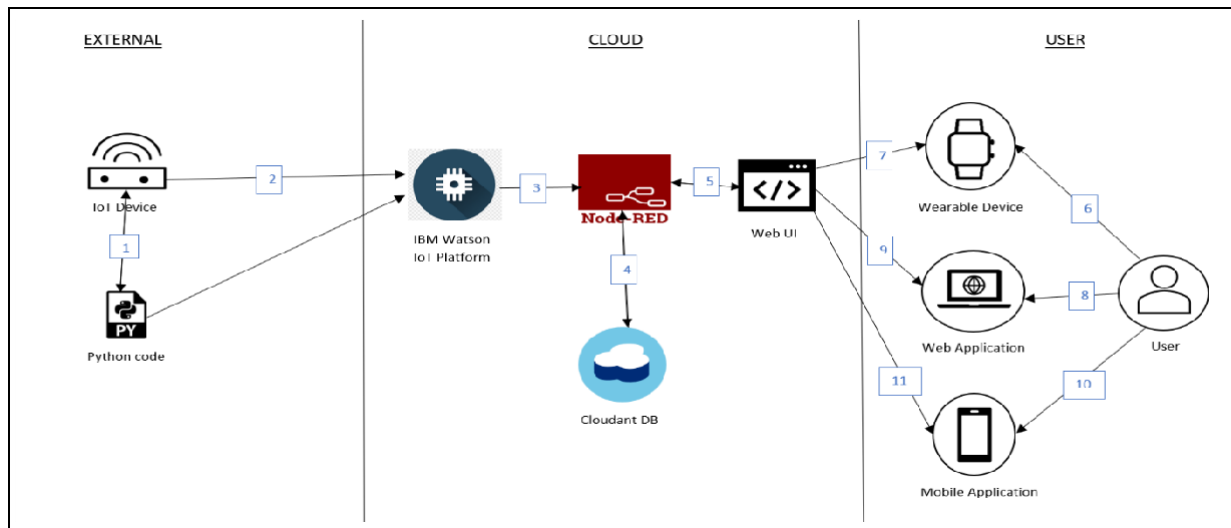 EXTERNAL
CLOUD
USER
2
IoT Device
1
PY
Python code
IBM Watson
IoT Platform
3
Node-RED
4
Cloudant DB
5
</>
Web UI
7
9
11
Wearable Device
6
Web Application
8
User
10
Mobile Application